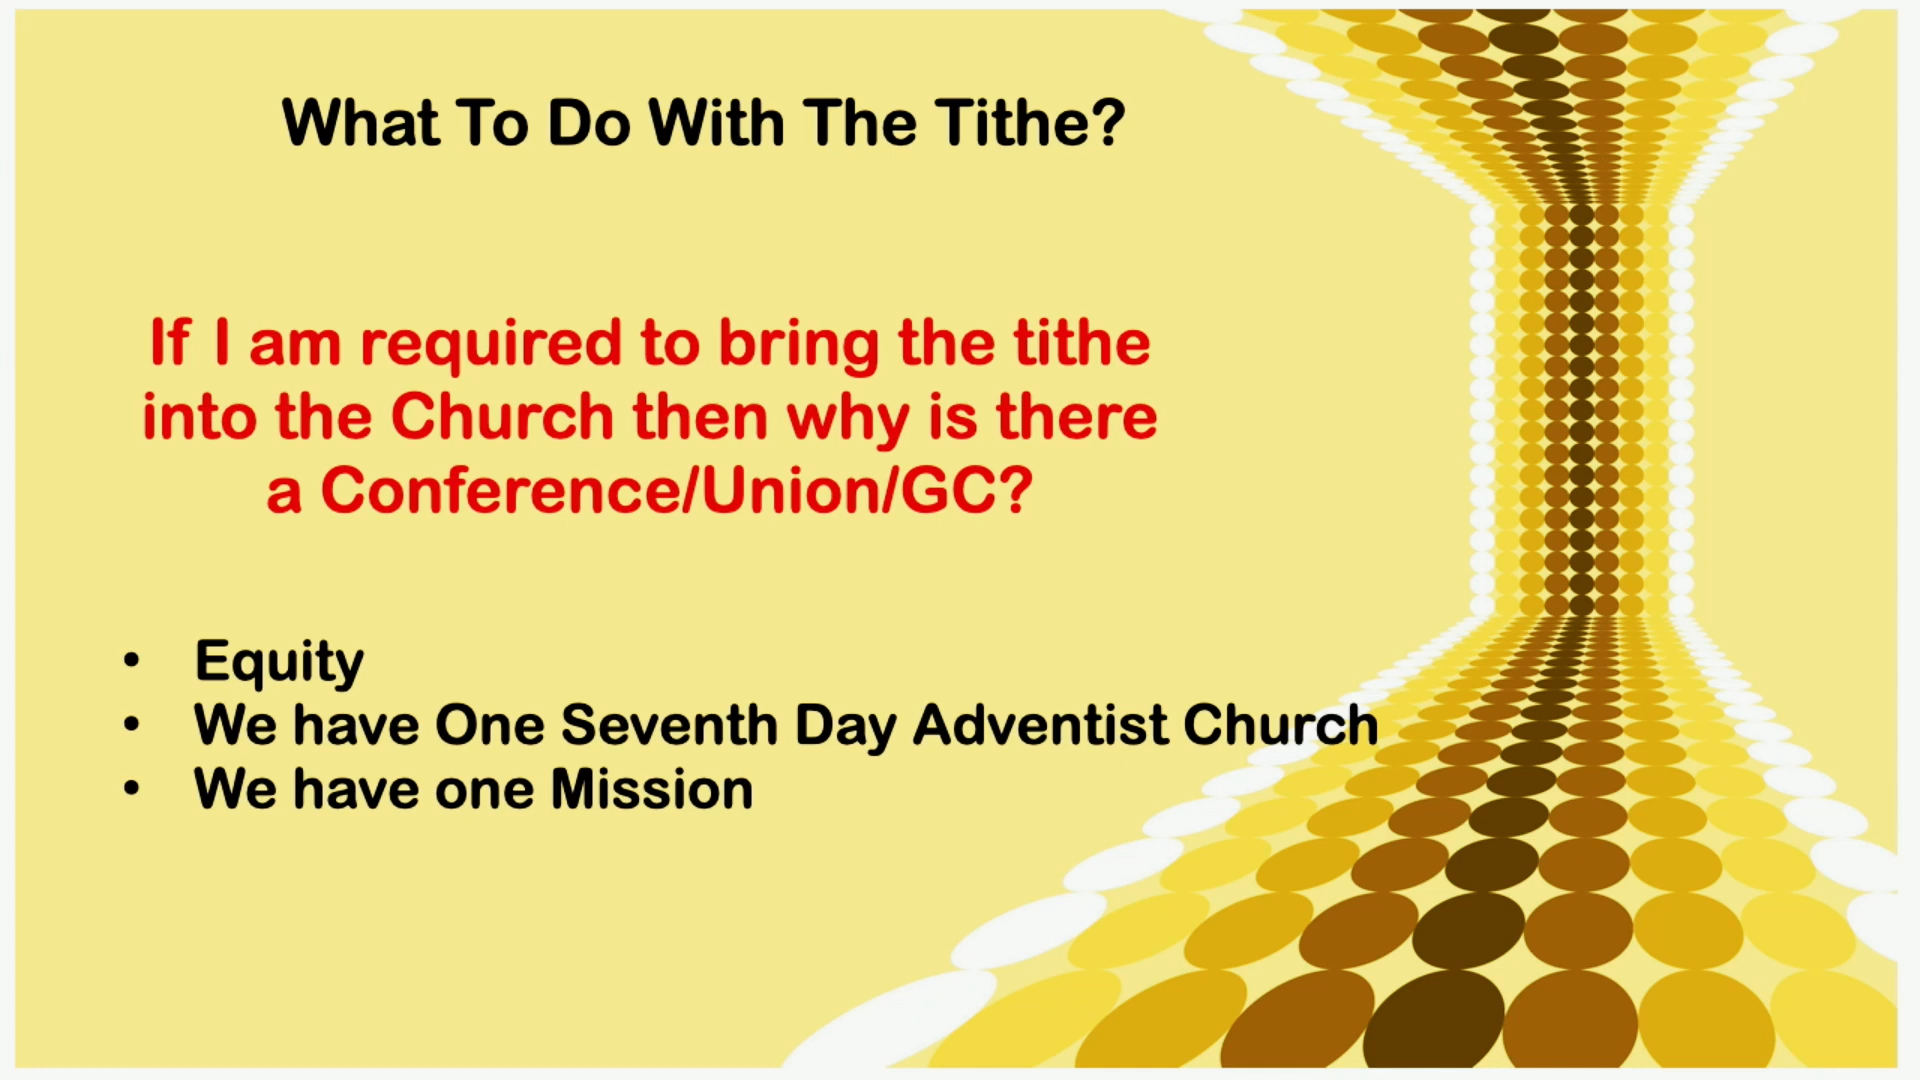 What To Do With The Tithe?
If I am required to bring the tithe
into the Church then why is there
a Conference/Union/GC?
• Equity
• We have One Seventh Day Adventist Church
• We have one Mission